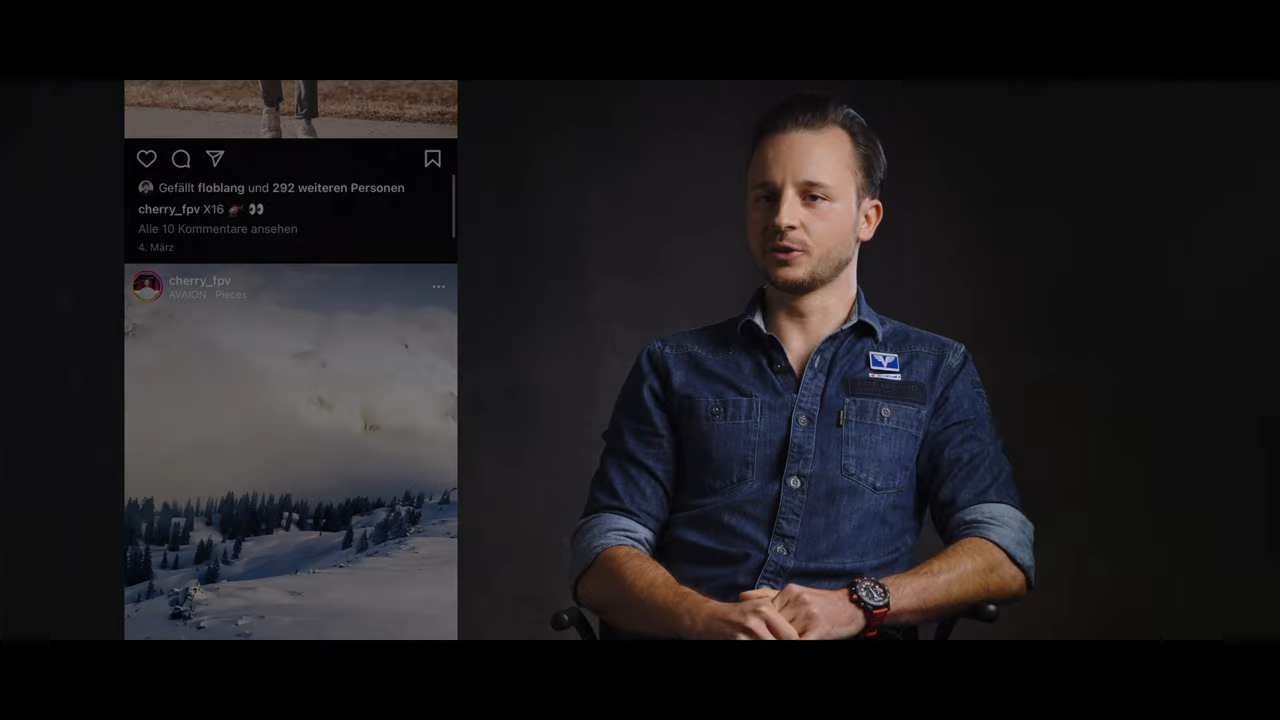 Gefällt floblang und 292 weiteren Personen
cherry_fpv X16 🚁 👀
Alle 10 Kommentare ansehen
4. März
cherry_fpv
AVAION · Pieces